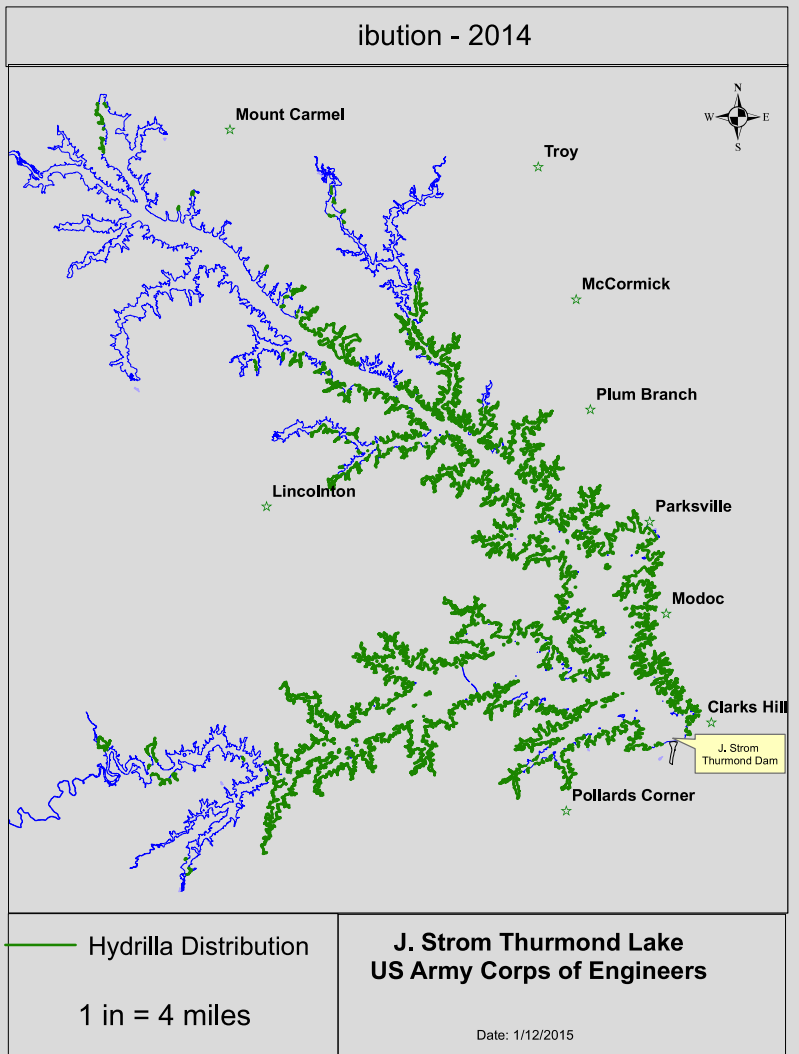 ibution - 2014
N
W E
S
Mount Carmel
Troy
McCormick
Plum Branch
Lincolnton
Parksville
Modoc
Clarks Hill
J. Strom
Thurmond Dam
Pollards Corner
Hydrilla Distribution
1 in = 4 miles
J. Strom Thurmond Lake
US Army Corps of Engineers
Date: 1/12/2015